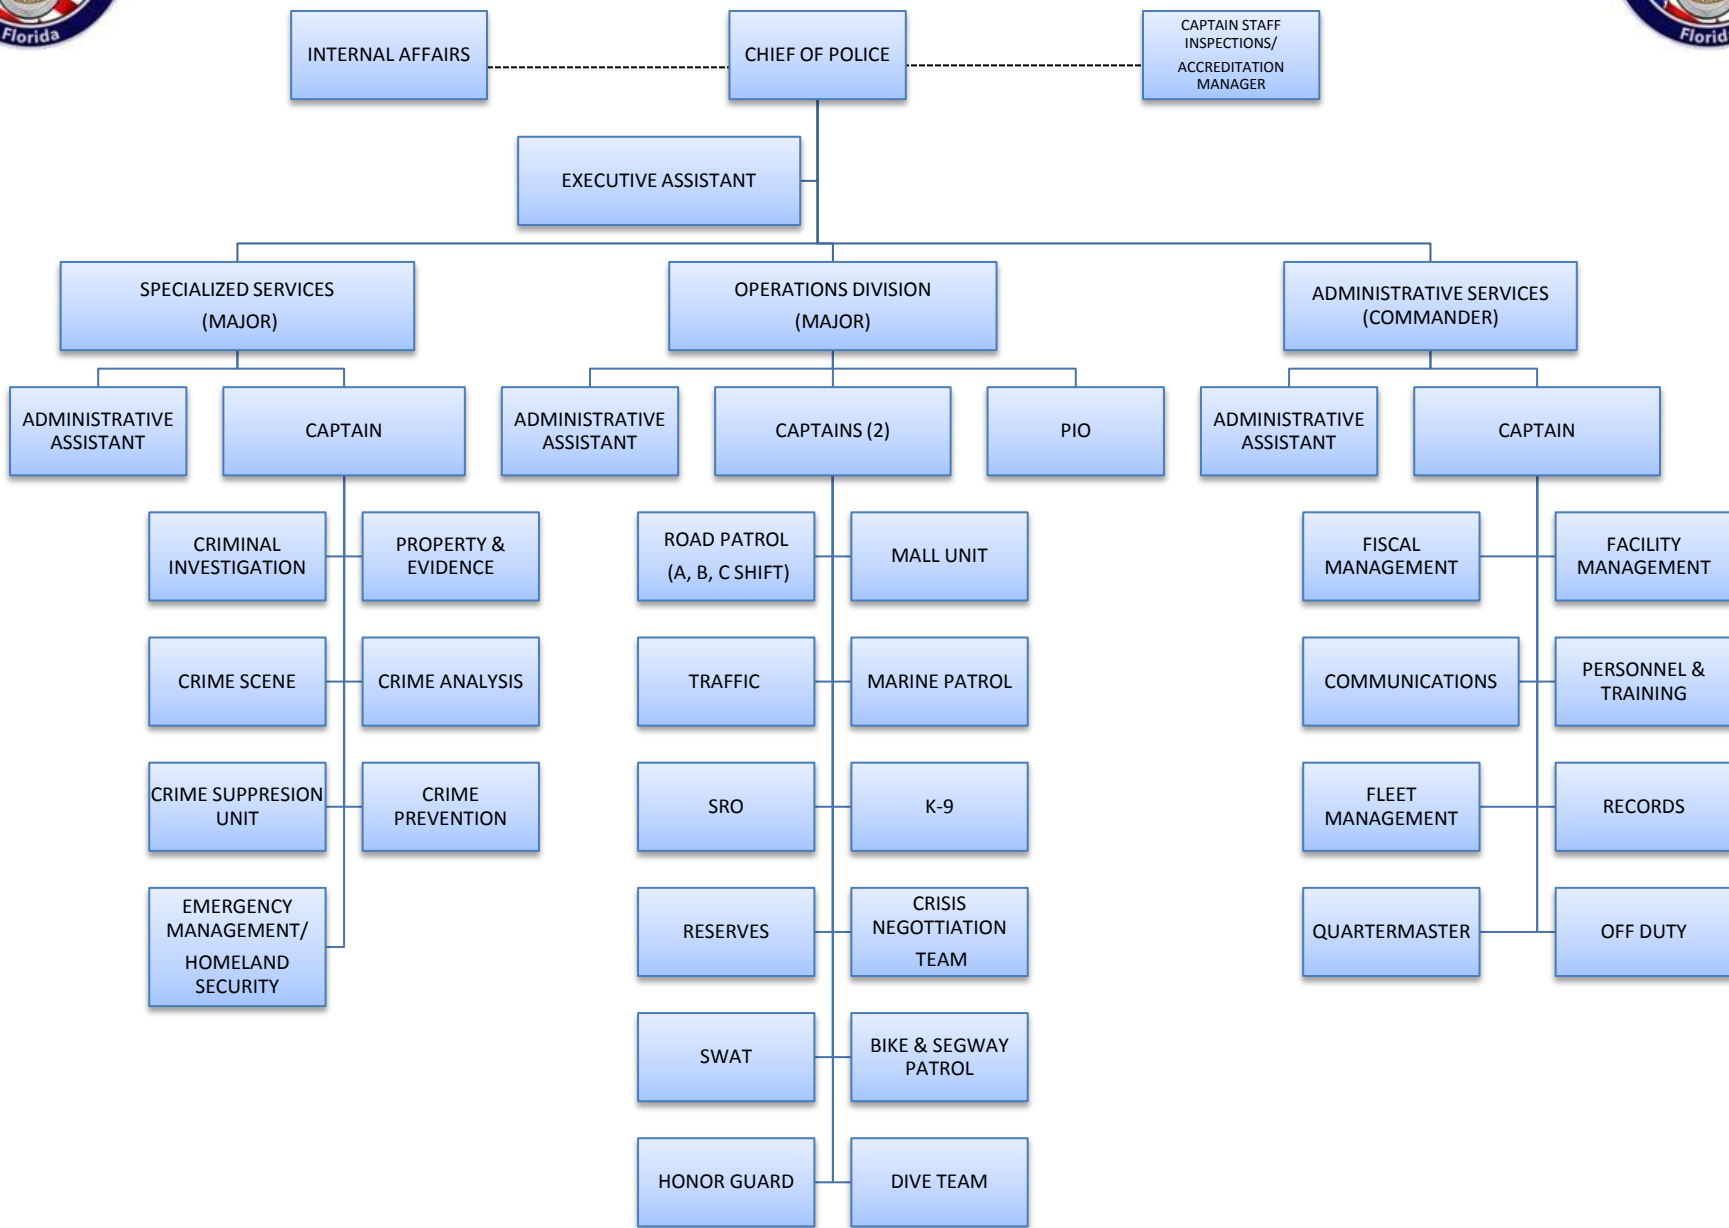 Florida
Florid
INTERNAL AFFAIRS
CHIEF OF POLICE
CAPTAIN STAFF
INSPECTIONS/
ACCREDITATION
MANAGER
EXECUTIVE ASSISTANT
SPECIALIZED SERVICES
(MAJOR)
OPERATIONS DIVISION
(MAJOR)
ADMINISTRATIVE SERVICES
(COMMANDER)
ADMINISTRATIVE
ASSISTANT
CAPTAIN
ADMINISTRATIVE
ASSISTANT
CAPTAINS (2)
PIO
ADMINISTRATIVE
ASSISTANT
CAPTAIN
CRIMINAL
INVESTIGATION
PROPERTY &
EVIDENCE
ROAD PATROL
(A, B, C SHIFT)
MALL UNIT
FISCAL
MANAGEMENT
FACILITY
MANAGEMENT
CRIME SCENE
CRIME ANALYSIS
TRAFFIC
MARINE PATROL
COMMUNICATIONS
PERSONNEL &
TRAINING
CRIME SUPPRESION
UNIT
CRIME
PREVENTION
SRO
K-9
FLEET
MANAGEMENT
RECORDS
EMERGENCY
MANAGEMENT/
HOMELAND
SECURITY
RESERVES
CRISIS
NEGOTTIATION
TEAM
QUARTERMASTER
OFF DUTY
SWAT
BIKE & SEGWAY
PATROL
HONOR GUARD
DIVE TEAM